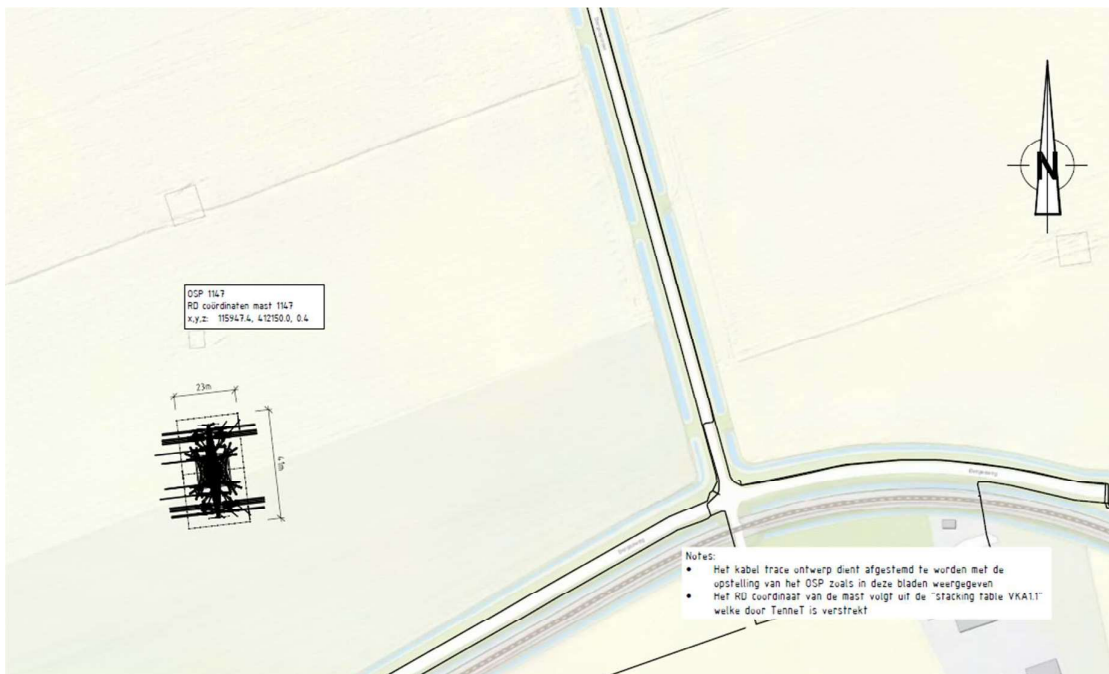 N
OSP 1147
RD coördinaten mast 1147
x,y,z: 115947.4, 412150.0, 0.4
23m
41m
Notes:
• Het kabel trace ontwerp dient afgestemd te worden met de
opstelling van het OSP zoals in deze bladen weergegeven
• Het RD coordinaat van de mast volgt uit de "stacking table VKA1.1"
welke door TenneT is verstrekt